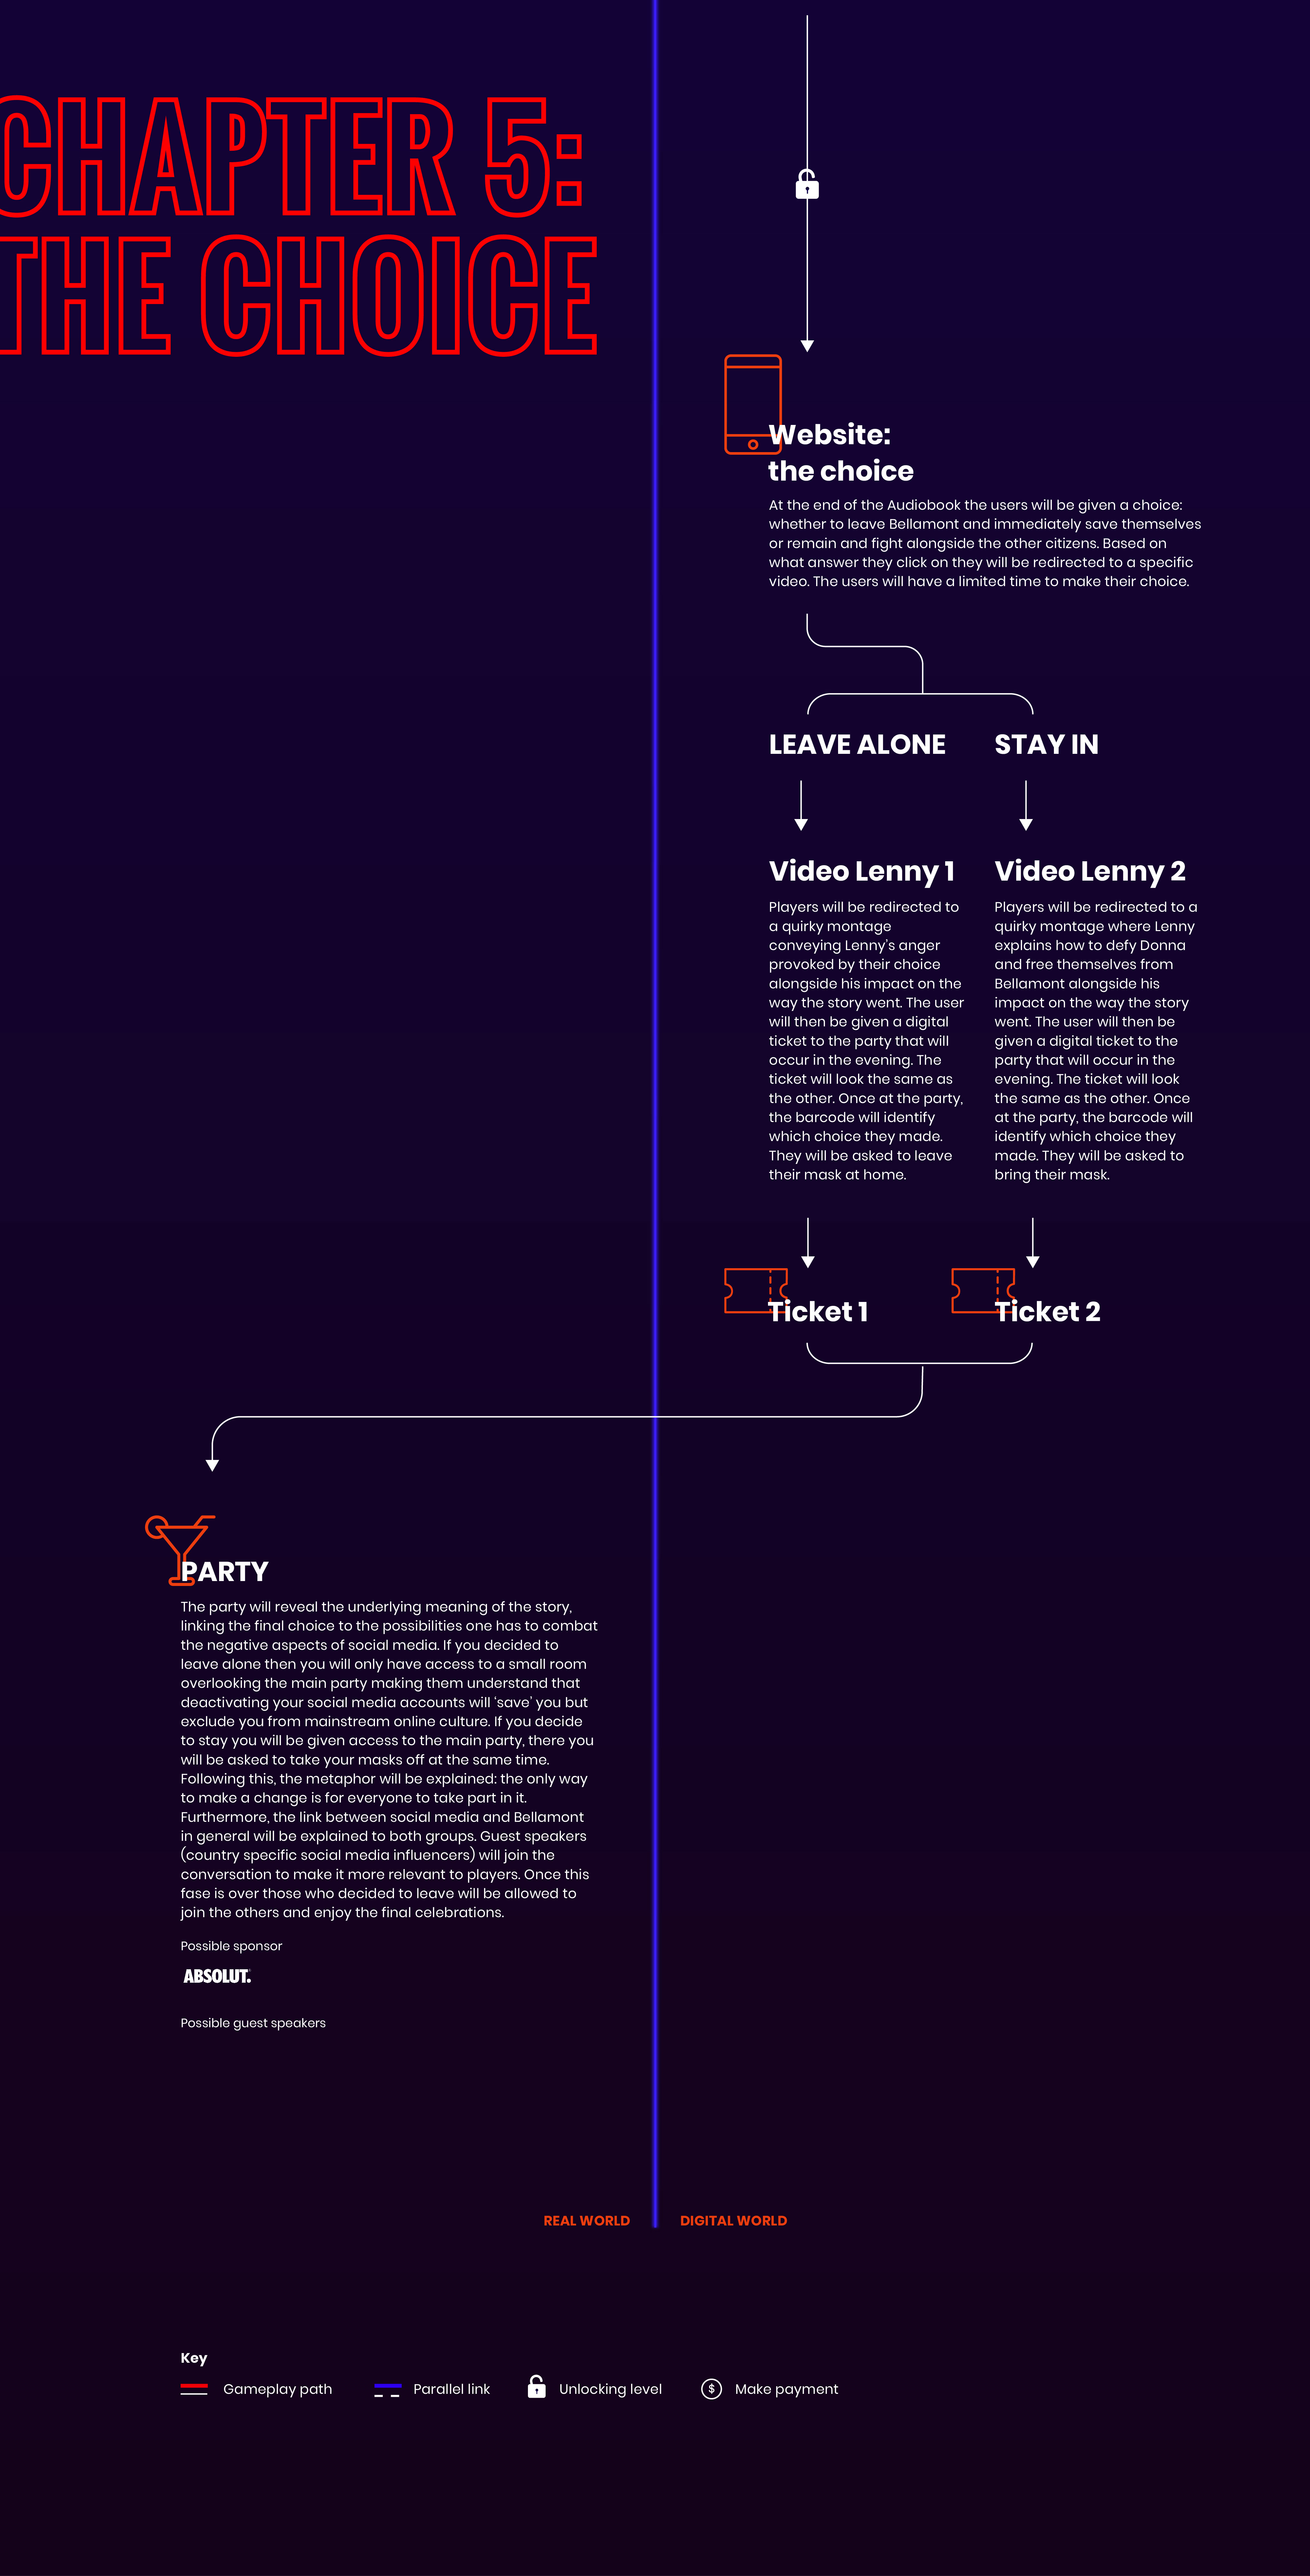 CHAPTER 5:
THE CHOICE
Website:
the choice
At the end of the Audiobook the users will be given a choice:
whether to leave Bellamont and immediately save themselves
or remain and fight alongside the other citizens. Based on
what answer they click on they will be redirected to a specific
video. The users will have a limited time to make their choice.
LEAVE ALONE
Video Lenny 1
Players will be redirected to
a quirky montage
conveying Lenny's anger
provoked by their choice
alongside his impact on the
way the story went. The user
will then be given a digital
ticket to the party that will
occur in the evening. The
ticket will look the same as
the other. Once at the party,
the barcode will identify
which choice they made.
They will be asked to leave
their mask at home.
Ticket 1
STAY IN
Video Lenny 2
Players will be redirected to a
quirky montage where Lenny
explains how to defy Donna
and free themselves from
Bellamont alongside his
impact on the way the story
went. The user will then be
given a digital ticket to the
party that will occur in the
evening. The ticket will look
the same as the other. Once
at the party, the barcode will
identify which choice they
made. They will be asked to
bring their mask.
Ticket 2
PARTY
The party will reveal the underlying meaning of the story,
linking the final choice to the possibilities one has to combat
the negative aspects of social media. If you decided to
leave alone then you will only have access to a small room
overlooking the main party making them understand that
deactivating your social media accounts will ‘save’ you but
exclude you from mainstream online culture. If you decide
to stay you will be given access to the main party, there you
will be asked to take your masks off at the same time.
Following this, the metaphor will be explained: the only way
to make a change is for everyone to take part in it.
Furthermore, the link between social media and Bellamont
in general will be explained to both groups. Guest speakers
(country specific social media influencers) will join the
conversation to make it more relevant to players. Once this
fase is over those who decided to leave will be allowed to
join the others and enjoy the final celebrations.
Possible sponsor
ABSOLUT.
Possible guest speakers
REAL WORLD
DIGITAL WORLD
Key
Gameplay path
Parallel link
Unlocking level
$ Make payment